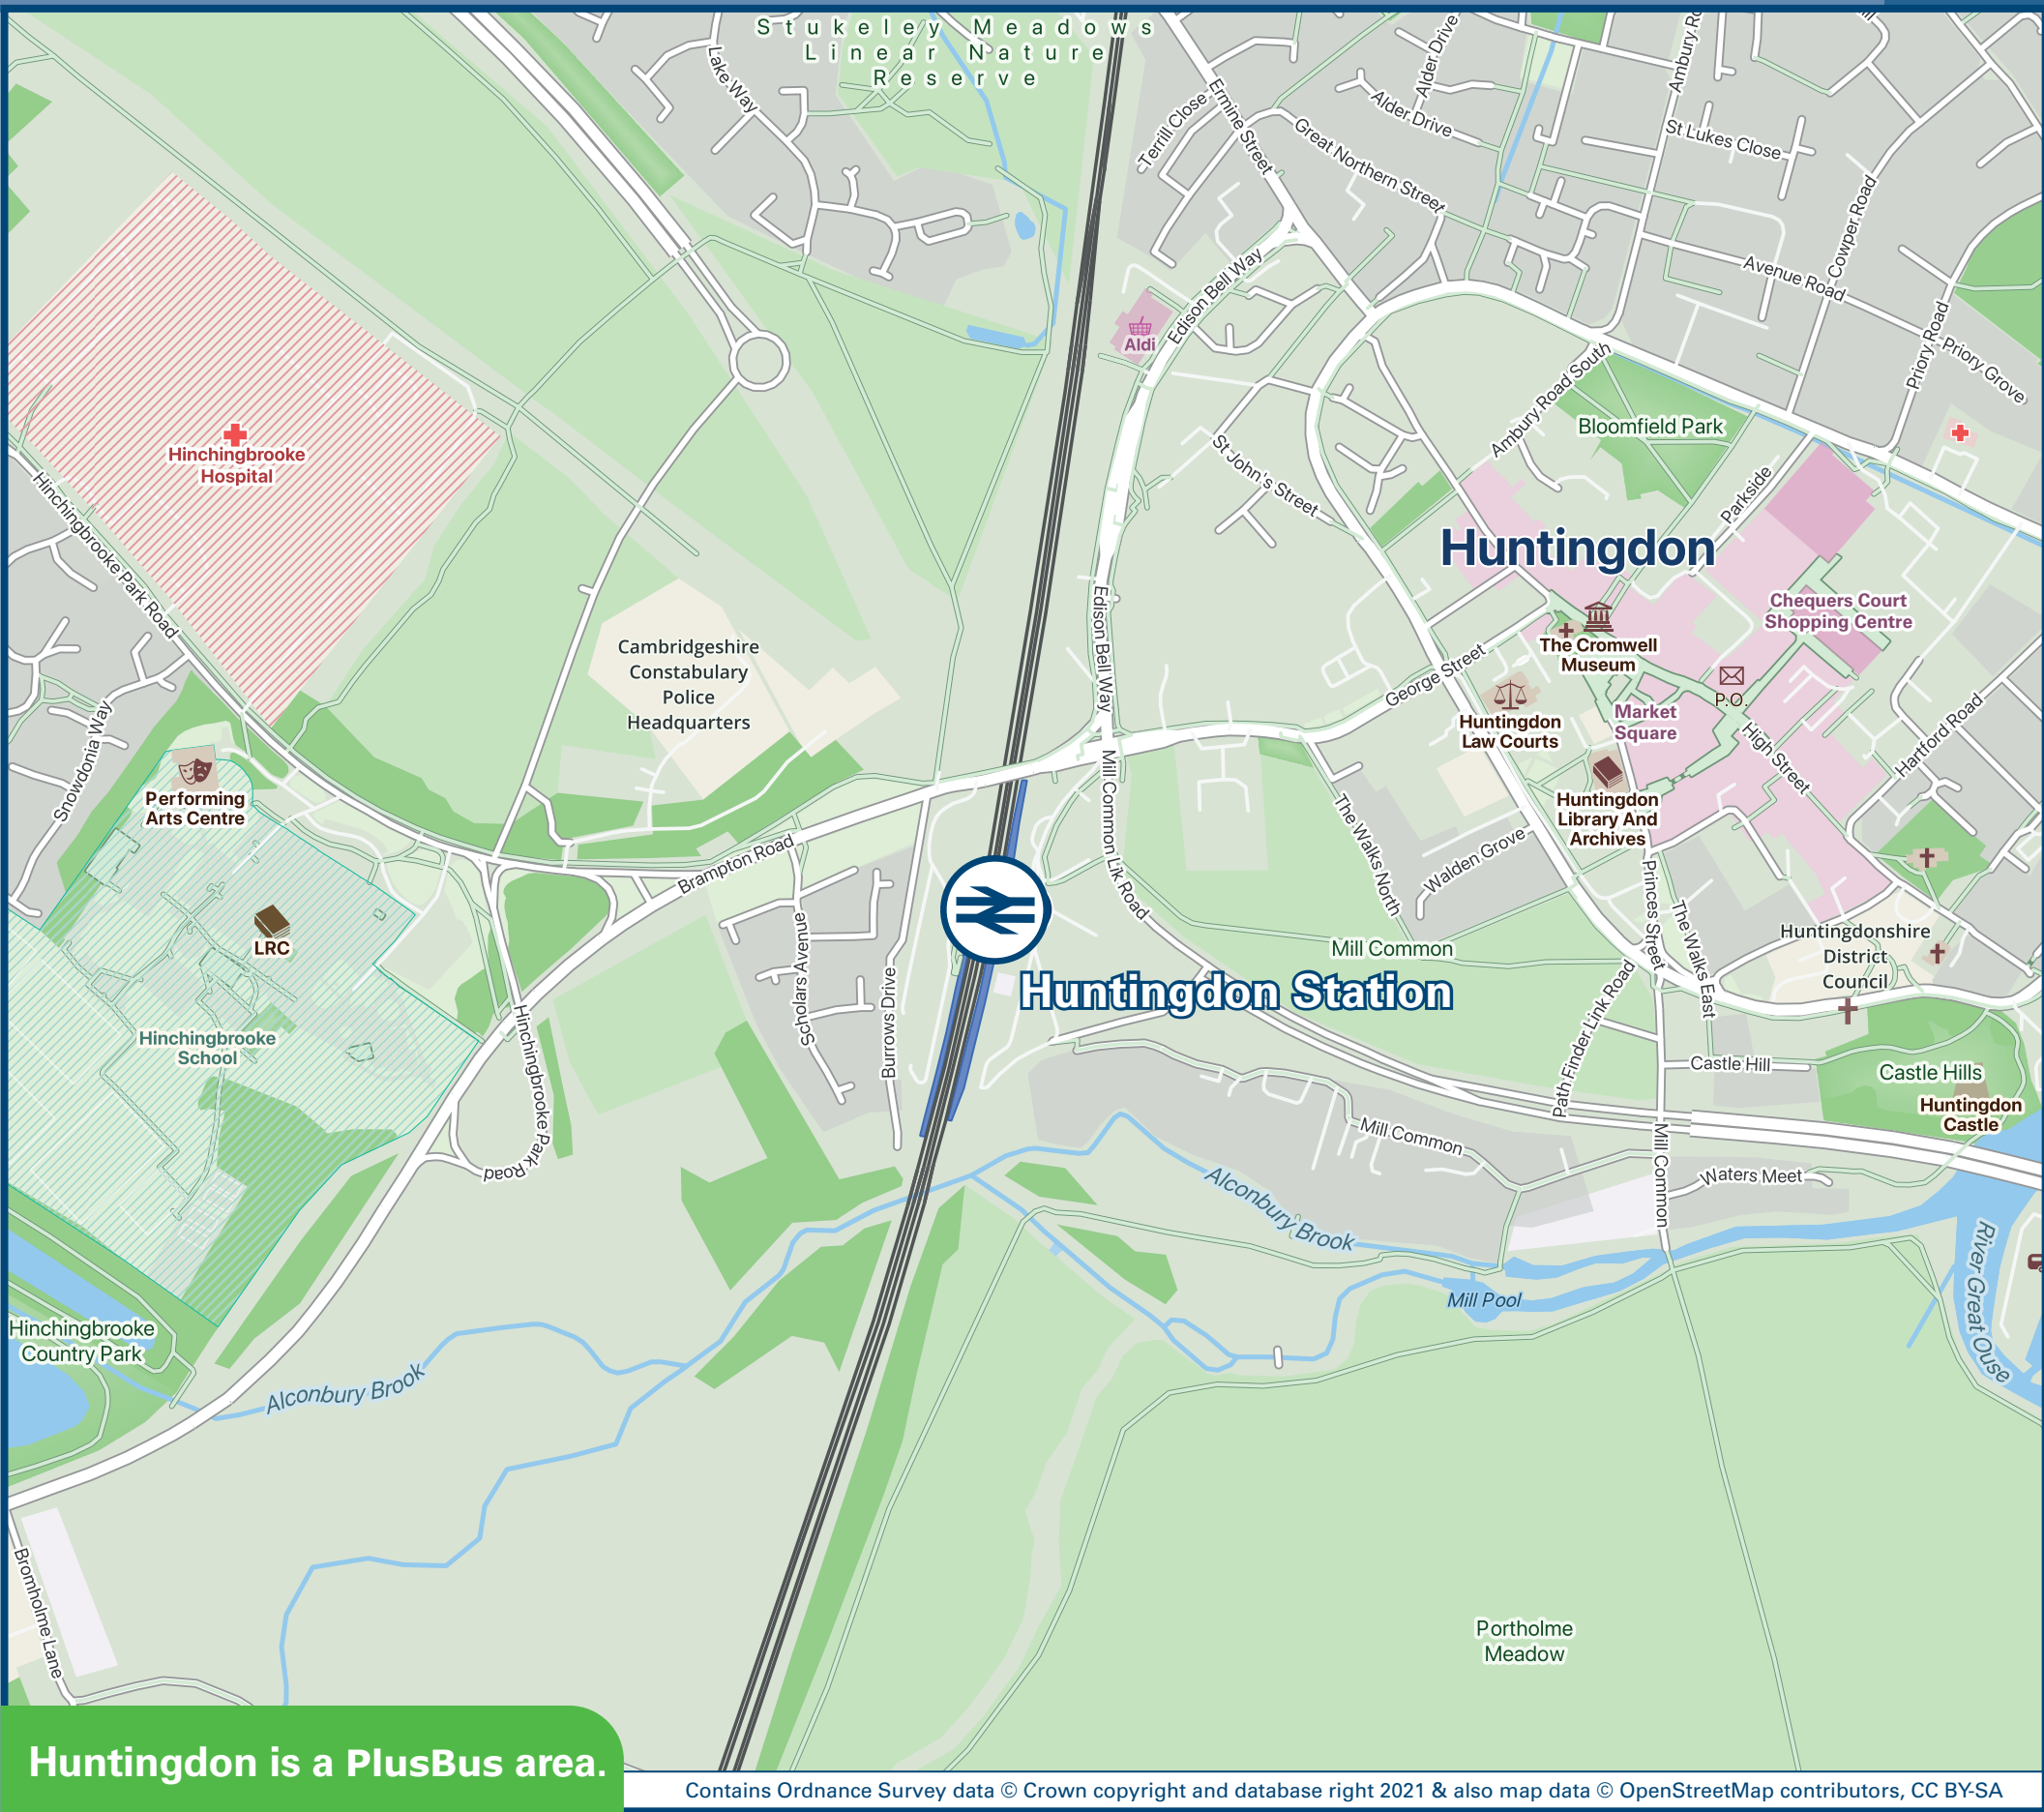 Stukeley Meadows
Linear Nature
Reserve
Lake Way
Terrill Close
Ermine Street
Great Northern Street
Alder Drive
Alder Drive
Ambury Ro
St Lukes Close
Cowper Road
Avenue Road
Priory Road
Priory Grove
Edison Bell Way
Aldi
Ambury Road South
Bloomfield Park
Parkside
St John's Street
Hinchingbrooke
Hospital
Hinchingbrooke Park Road
Huntingdon
Chequers Court
Shopping Centre
The Cromwell
Museum
P.O.
Edison Bell Way
George Street
Huntingdon
Law Courts
Market
Square
High Street
Hartford Road
Cambridgeshire
Constabulary
Police
Headquarters
Snowdonia Way
Performing
Arts Centre
Mill Common Lik Road
The Walks North
Walden Grove
Huntingdon
Library And
Archives
Brampton Road
Princes Street
The Walks East
LRC
Scholars Avenue
Burrows Drive
Mill Common
Huntingdonshire
District
Council
Huntingdon Station
Path Finder Link Road
Hinchingbrooke
School
Hinchingbrooke Park Road
Castle Hill
Castle Hills
Huntingdon
Castle
Mill Common
Mill Common
Waters Meet
Alconbury Brook
River Great Ouse
Mill Pool
Hinchingbrooke
Country Park
Alconbury Brook
Bromholme Lane
Portholme
Meadow
Huntingdon is a PlusBus area.
Contains Ordnance Survey data © Crown copyright and database right 2021 & also map data © OpenStreetMap contributors, CC BY-SA